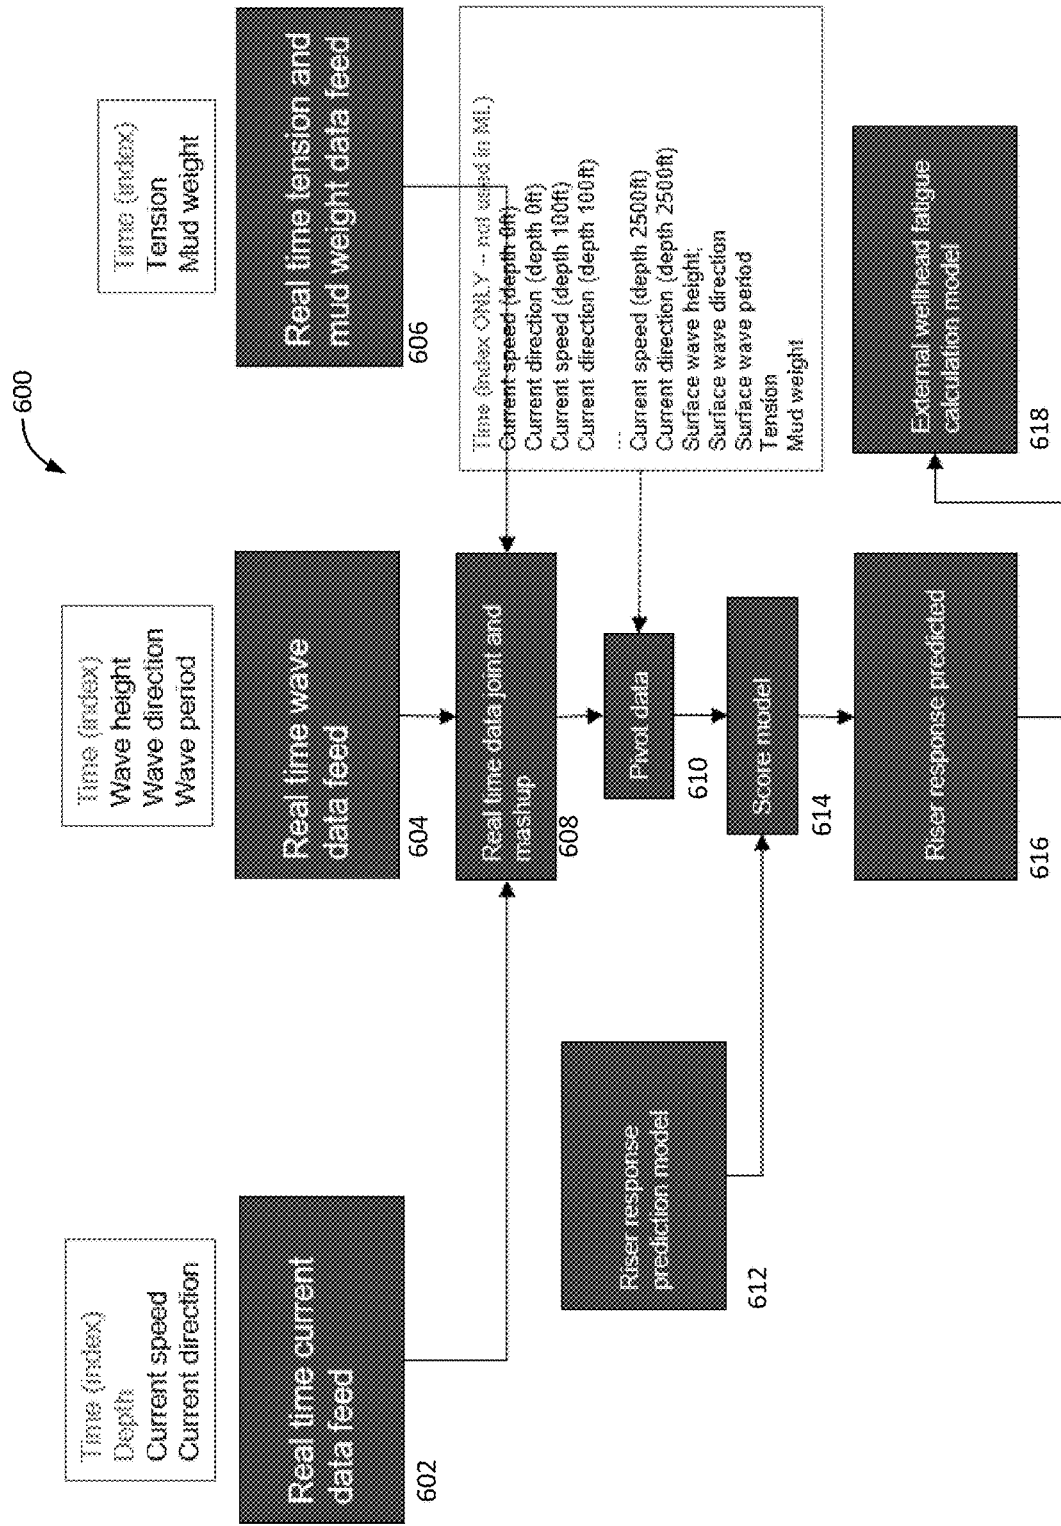 600
Time (index)
Depth
Current speed
Current direction
Real time current
data feed
602
Time (index)
Wave height
Wave direction
Wave period
Real time wave
data feed
604
Time (index)
Tension
Mud weight
Real time tension and
mud weight data feed
606
Real time data joint and
mashup
608
Time (index ONLY – not used in ML)
Current speed (depth 0ft)
Current direction (depth 0ft)
Current speed (depth 100ft)
Current direction (depth 100ft)
...
Current speed (depth 2500ft)
Current direction (depth 2500ft)
Surface wave height,
Surface wave direction
Surface wave period
Tension
Mud weight
Pivot data
610
Riser response
prediction model
612
Score model
614
Riser response predicted
616
External wellhead fatigue
calculation model
618